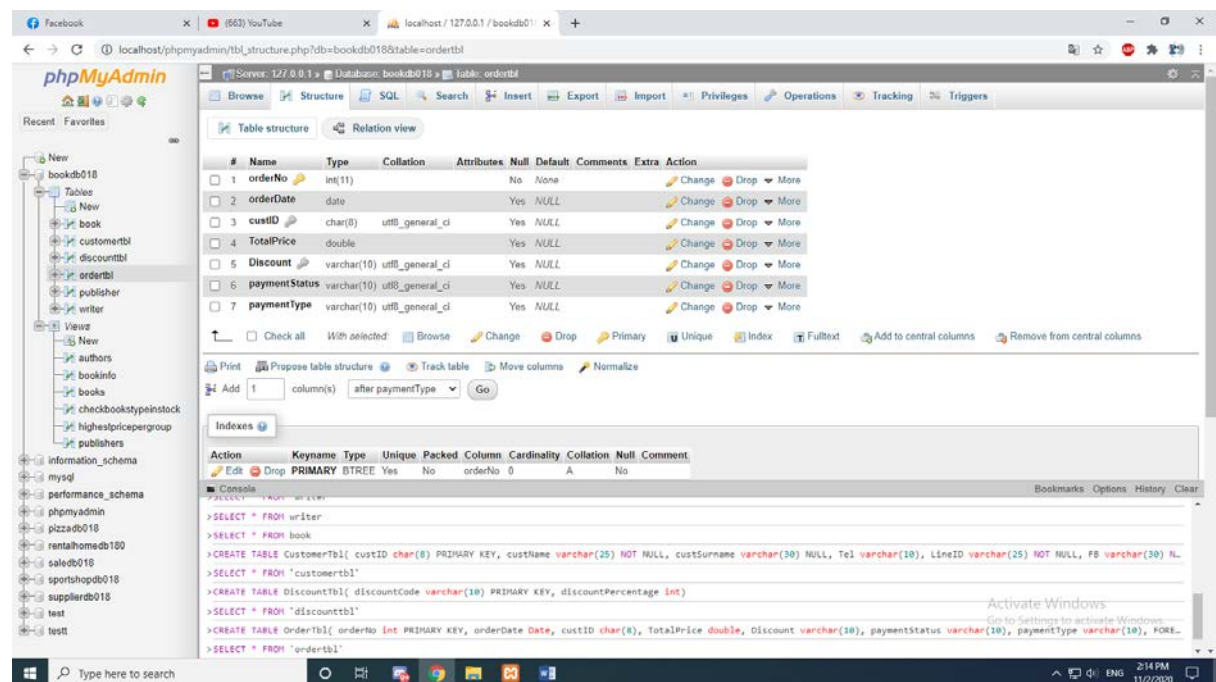 Facebook
(663) YouTube
localhost / 127.0.0.1 / bookdb01
localhost/phpmyadmin/tbl_structure.php?db=bookdb018&table=ordertbl
phpMyAdmin
Recent Favorites
New
bookdb018
Tables
New
book
customertbl
discounttbl
ordertbl
publisher
writer
Views
New
authors
bookinfo
books
checkbookstypeinstock
highestpricepergroup
publishers
information_schema
mysql
performance_schema
phpmyadmin
pizzadb018
rentalhomedb180
saledb018
sportshopdb018
supplierdb018
test
testt
Server: 127.0.0.1 » Database: bookdb018 » Table: ordertbl
Browse Structure SQL Search Insert Export Import Privileges Operations Tracking Triggers
Table structure Relation view
# Name Type Collation Attributes Null Default Comments Extra Action
1 orderNo int(11) No None Change Drop More
2 orderDate date Yes NULL Change Drop More
3 custID char(8) utf8_general_ci Yes NULL Change Drop More
4 TotalPrice double Yes NULL Change Drop More
5 Discount varchar(10) utf8_general_ci Yes NULL Change Drop More
6 paymentStatus varchar(10) utf8_general_ci Yes NULL Change Drop More
7 paymentType varchar(10) utf8_general_ci Yes NULL Change Drop More
Check all With selected: Browse Change Drop Primary Unique Index Fulltext Add to central columns Remove from central columns
Print Propose table structure Track table Move columns Normalize
Add 1 column(s) after paymentType Go
Indexes
Action Keyname Type Unique Packed Column Cardinality Collation Null Comment
Edit Drop PRIMARY BTREE Yes No orderNo 0 A No
Console Bookmarks Options History Clear
>SELECT * FROM writer
>SELECT * FROM writer
>SELECT * FROM book
>CREATE TABLE CustomerTbl( custID char(8) PRIMARY KEY, custName varchar(25) NOT NULL, custSurname varchar(30) NULL, Tel varchar(10), LineID varchar(25) NOT NULL, FB varchar(30) N…
>SELECT * FROM `customertbl`
>CREATE TABLE DiscountTbl( discountCode varchar(10) PRIMARY KEY, discountPercentage int)
>SELECT * FROM `discounttbl`
>CREATE TABLE OrderTbl( orderNo int PRIMARY KEY, orderDate Date, custID char(8), TotalPrice double, Discount varchar(10), paymentStatus varchar(10), paymentType varchar(10), FORE…
>SELECT * FROM `ordertbl`
Activate Windows
Go to Settings to activate Windows.
Type here to search
ENG
2:14 PM
11/2/2020